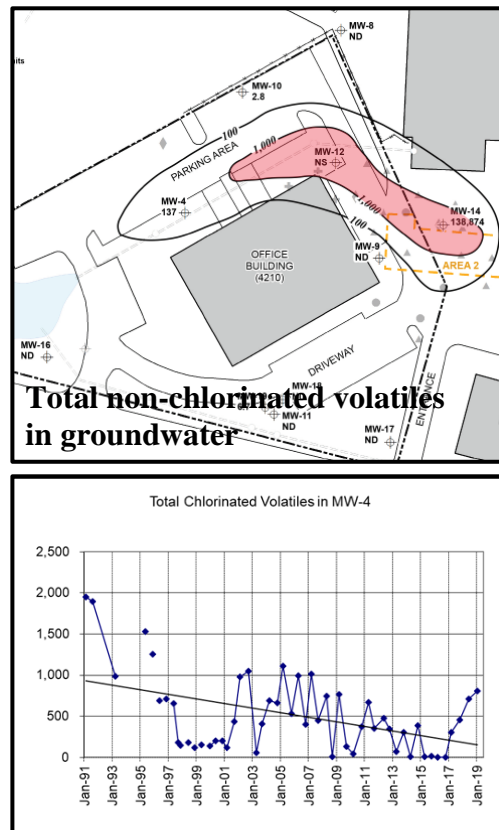 MW-8
ND
its
MW-10
2.8
100
1,000
PARKING AREA
MW-12
NS
MW-4
137
1,000
100
MW-14
138,874
MW-9
ND
AREA 2
OFFICE
BUILDING
(4210)
MW-16
ND
DRIVEWAY
ENTRANCE
MW-18
Total non-chlorinated volatiles
in groundwater
MW-11
ND
MW-17
ND
Total Chlorinated Volatiles in MW-4
2,500
2,000
1,500
1,000
500
0
Jan-91
Jan-93
Jan-95
Jan-97
Jan-99
Jan-01
Jan-03
Jan-05
Jan-07
Jan-09
Jan-11
Jan-13
Jan-15
Jan-17
Jan-19